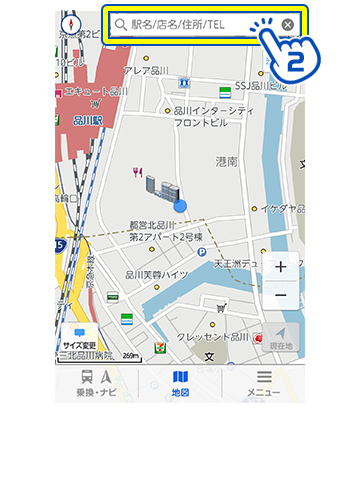 駅名/店名/住所/TEL
2
アレア品川
SSJ品川ビル
エキュート品川
品川駅
品川インターシティ
フロントビル
港南
イケダヤ品
都営北品川
第2アパート2号棟
P
天王洲デュ
15
品川芙蓉ハイツ
+
−
クレッセント品川
サイズ変更
現在地
三北品川病院
269m
文
文
乗換・ナビ
地図
メニュー